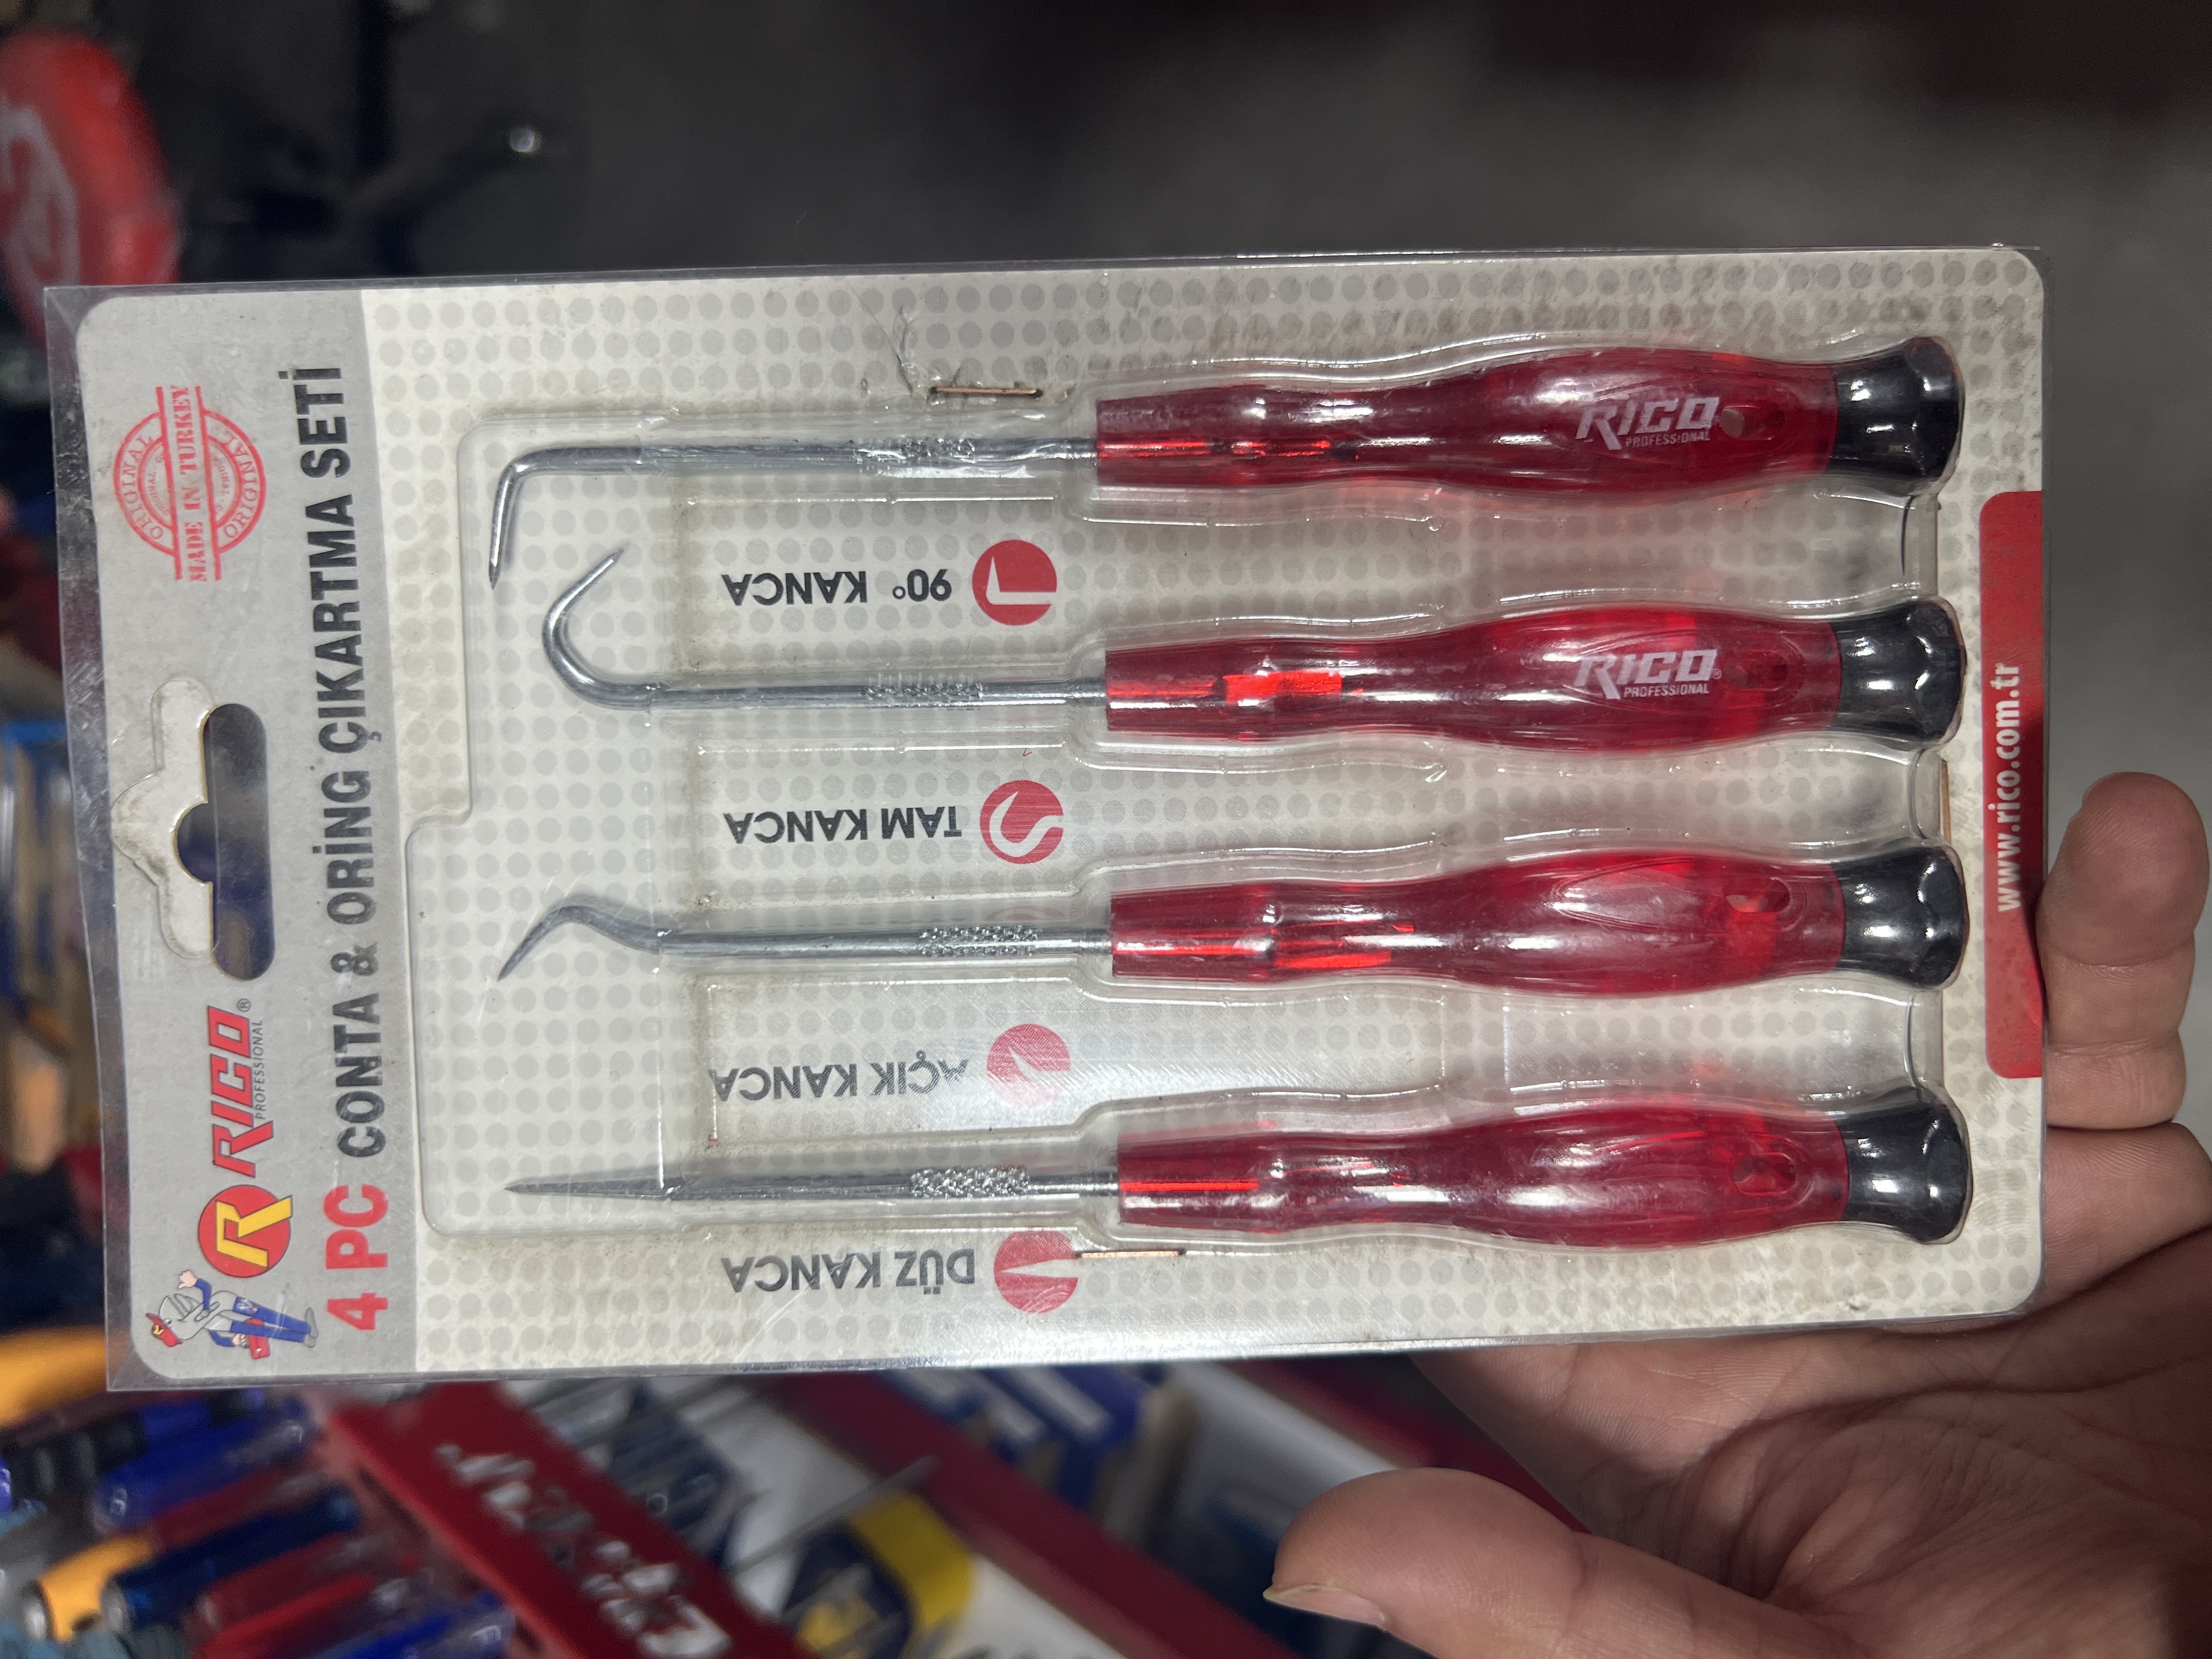 RICO®
PROFESSIONAL
ORIGINAL
MADE IN TURKEY
ORIGINAL
4 PC CONTA & ORİNG ÇIKARTMA SETİ
DÜZ KANCA
AÇIK KANCA
TAM KANCA
90° KANCA
RICO
PROFESSIONAL
RICO®
PROFESSIONAL
www.rico.com.tr